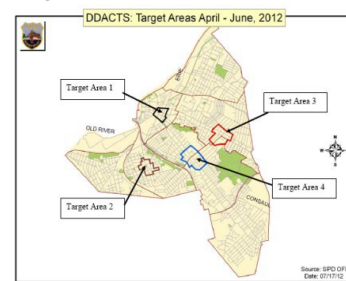 DDACTS: Target Areas April - June, 2012
Target Area 1
Target Area 3
OLD RIVER
Target Area 2
Target Area 4
CONSAUL
Source: SPD OFI
Date: 07/17/12